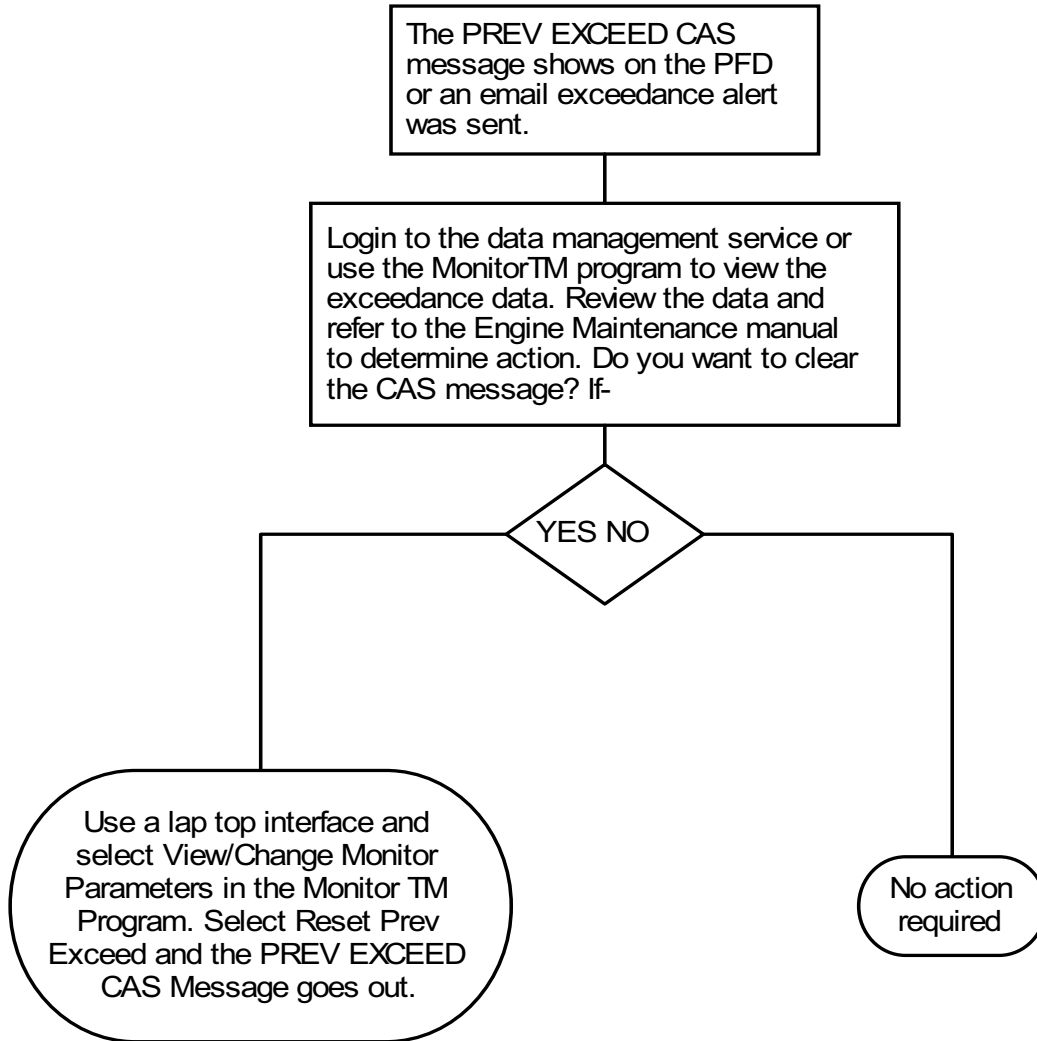 The PREV EXCEED CAS
message shows on the PFD
or an email exceedance alert
was sent.
Login to the data management service or
use the MonitorTM program to view the
exceedance data. Review the data and
refer to the Engine Maintenance manual
to determine action. Do you want to clear
the CAS message? If-
YES NO
Use a lap top interface and
select View/Change Monitor
Parameters in the Monitor TM
Program. Select Reset Prev
Exceed and the PREV EXCEED
CAS Message goes out.
No action
required